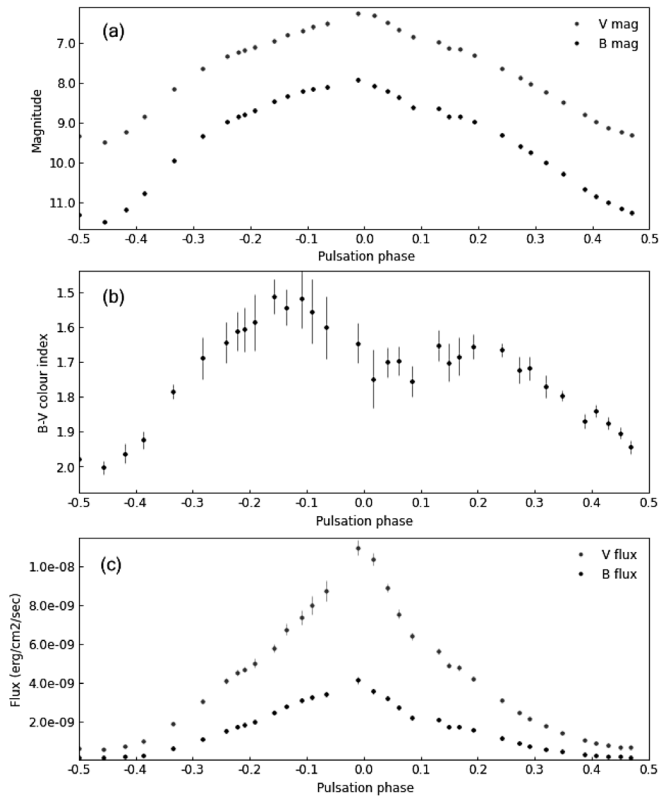 (a)
V mag
B mag
7.0
8.0
9.0
10.0
11.0
Magnitude
-0.5 -0.4 -0.3 -0.2 -0.1 0.0 0.1 0.2 0.3 0.4 0.5
Pulsation phase
(b)
1.5
1.6
1.7
1.8
1.9
2.0
B-V colour index
-0.5 -0.4 -0.3 -0.2 -0.1 0.0 0.1 0.2 0.3 0.4 0.5
Pulsation phase
(c)
V flux
B flux
1.0e-08
8.0e-09
6.0e-09
4.0e-09
2.0e-09
Flux (erg/cm2/sec)
-0.5 -0.4 -0.3 -0.2 -0.1 0.0 0.1 0.2 0.3 0.4 0.5
Pulsation phase